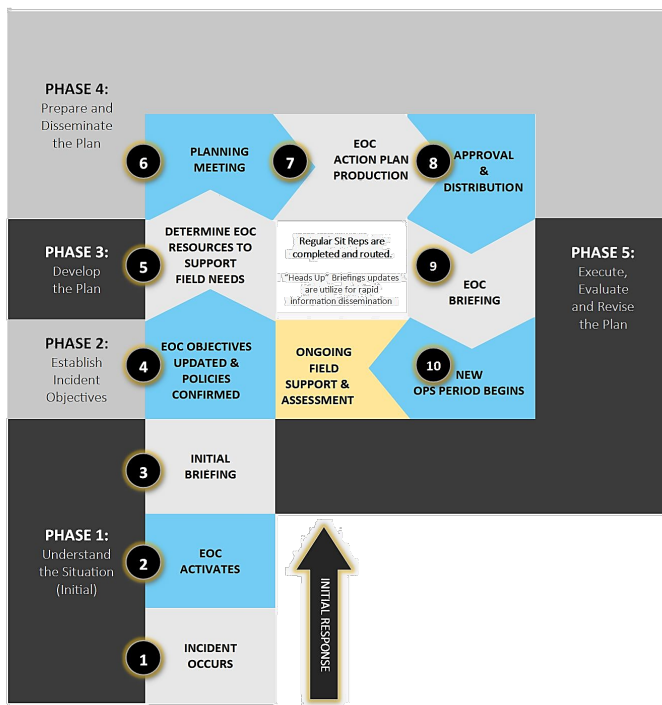 PHASE 4:
Prepare and
Disseminate
the Plan
6
PLANNING
MEETING
7
EOC
ACTION PLAN
PRODUCTION
8
APPROVAL
&
DISTRIBUTION
PHASE 3:
Develop
the Plan
5
DETERMINE EOC
RESOURCES TO
SUPPORT
FIELD NEEDS
Regular Sit Reps are
completed and routed.
"Heads Up" Briefings updates
are utilize for rapid
information dissemination
9
EOC
BRIEFING
PHASE 5:
Execute,
Evaluate
and Revise
the Plan
PHASE 2:
Establish
Incident
Objectives
4
EOC OBJECTIVES
UPDATED &
POLICIES
CONFIRMED
ONGOING
FIELD
SUPPORT &
ASSESSMENT
10
NEW
OPS PERIOD BEGINS
3
INITIAL
BRIEFING
PHASE 1:
Understand
the Situation
(Initial)
2
EOC
ACTIVATES
1
INCIDENT
OCCURS
INITIAL RESPONSE